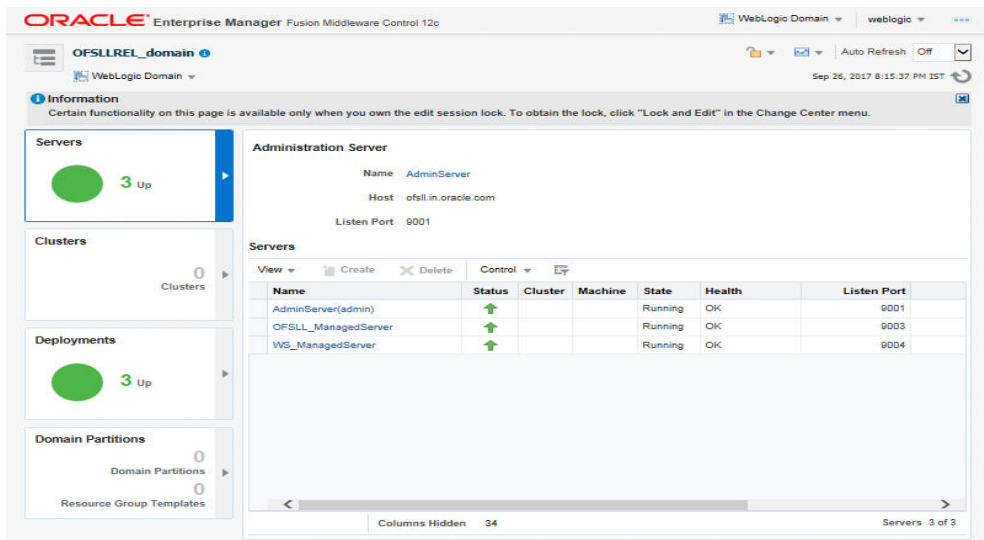 ORACLE® Enterprise Manager Fusion Middleware Control 12c
WebLogic Domain
weblogic
OFSLLREL_domain
Auto Refresh Off
WebLogic Domain
Sep 26, 2017 8:15:37 PM IST
Information
Certain functionality on this page is available only when you own the edit session lock. To obtain the lock, click "Lock and Edit" in the Change Center menu.
Servers
3 Up
Clusters
0
Clusters
Deployments
3 Up
Domain Partitions
0
Domain Partitions
0
Resource Group Templates
Administration Server
Name AdminServer
Host ofsll.in.oracle.com
Listen Port 9001
Servers
View Create Delete Control
Name Status Cluster Machine State Health Listen Port
AdminServer(admin) Running OK 9001
OFSLL_ManagedServer Running OK 9003
WS_ManagedServer Running OK 9004
Columns Hidden 34
Servers 3 of 3